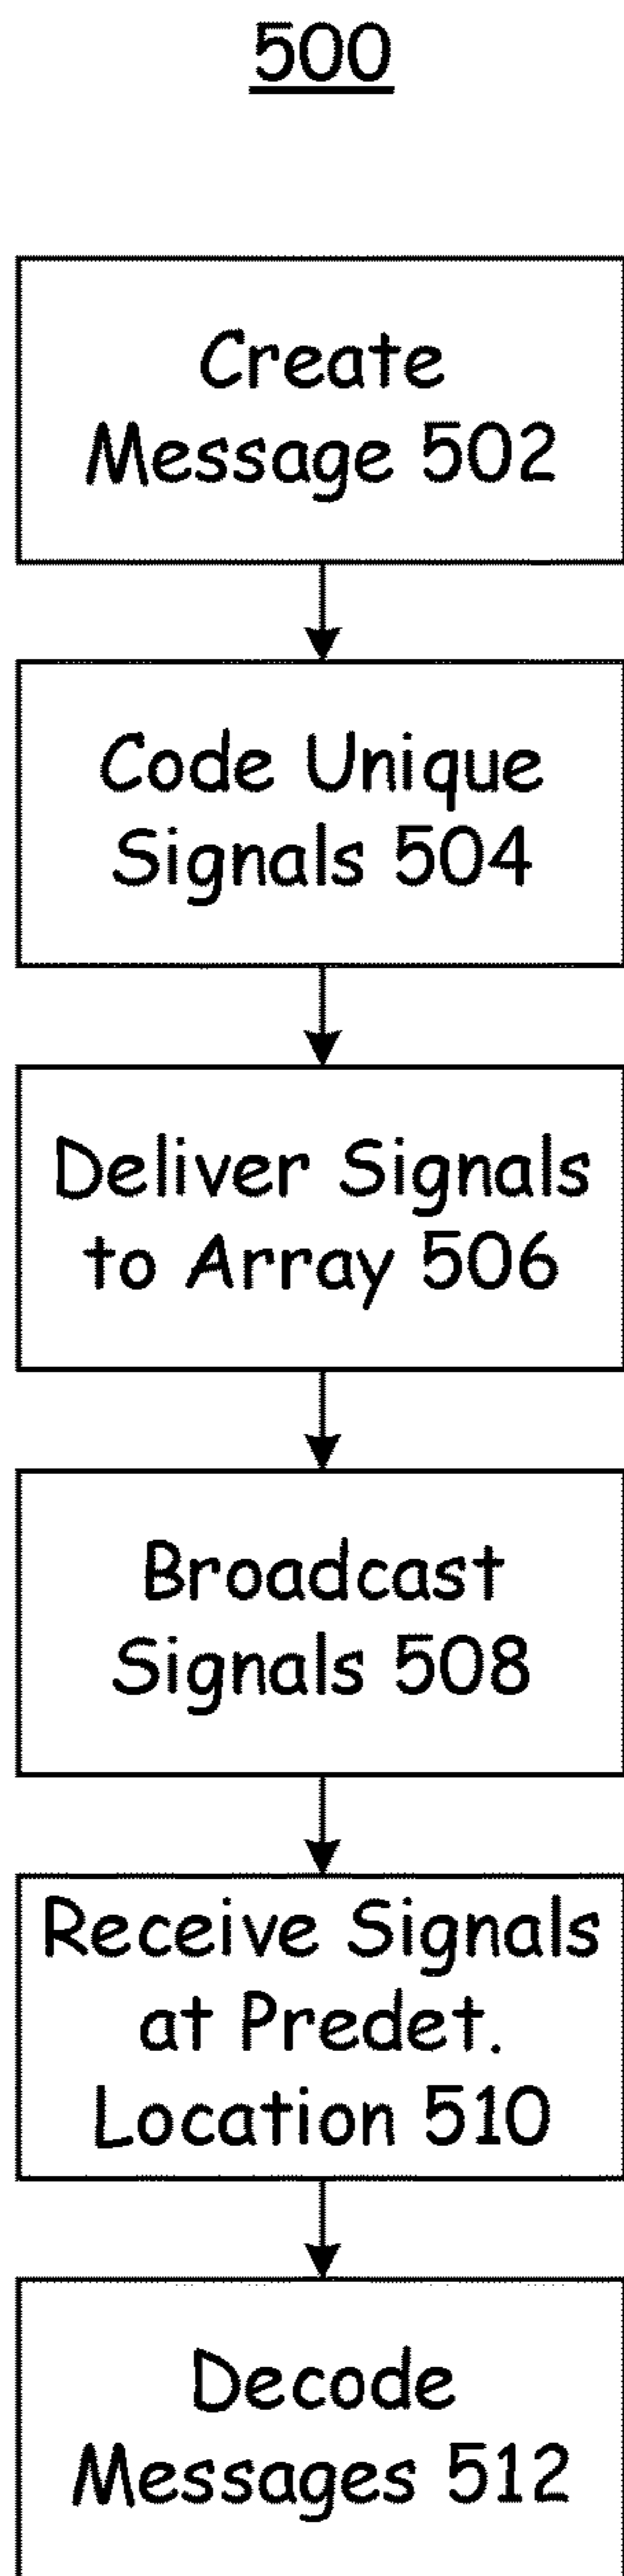 500
Create
Message 502
Code Unique
Signals 504
Deliver Signals
to Array 506
Broadcast
Signals 508
Receive Signals
at Predet.
Location 510
Decode
Messages 512